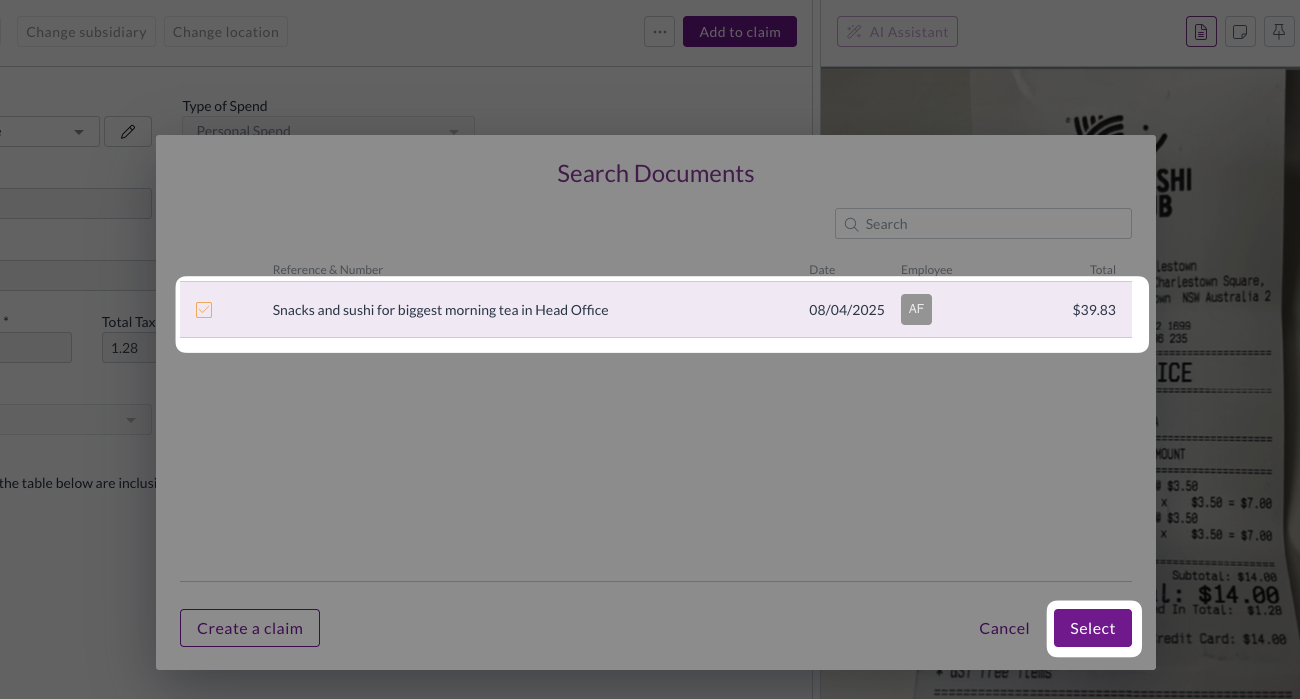 Change subsidiary
Change location
...
Add to claim
AI Assistant
Type of Spend
Personal Spend
Search Documents
Search
Reference & Number
Date
Employee
Total
Snacks and sushi for biggest morning tea in Head Office
08/04/2025
AF
$39.83
*
Total Tax
1.28
the table below are inclusi
Create a claim
Cancel
Select
SHI
B
lestown
Charlestown Square,
own NSW Australia 2
2 1699
6 235
ICE
MOUNT
# $3.50
x $3.50 = $7.00
# $3.50
x $3.50 = $7.00
Subtotal: $14.00
l: $14.00
d In Total: $1.28
redit Card: $14.00
* GST Free Items